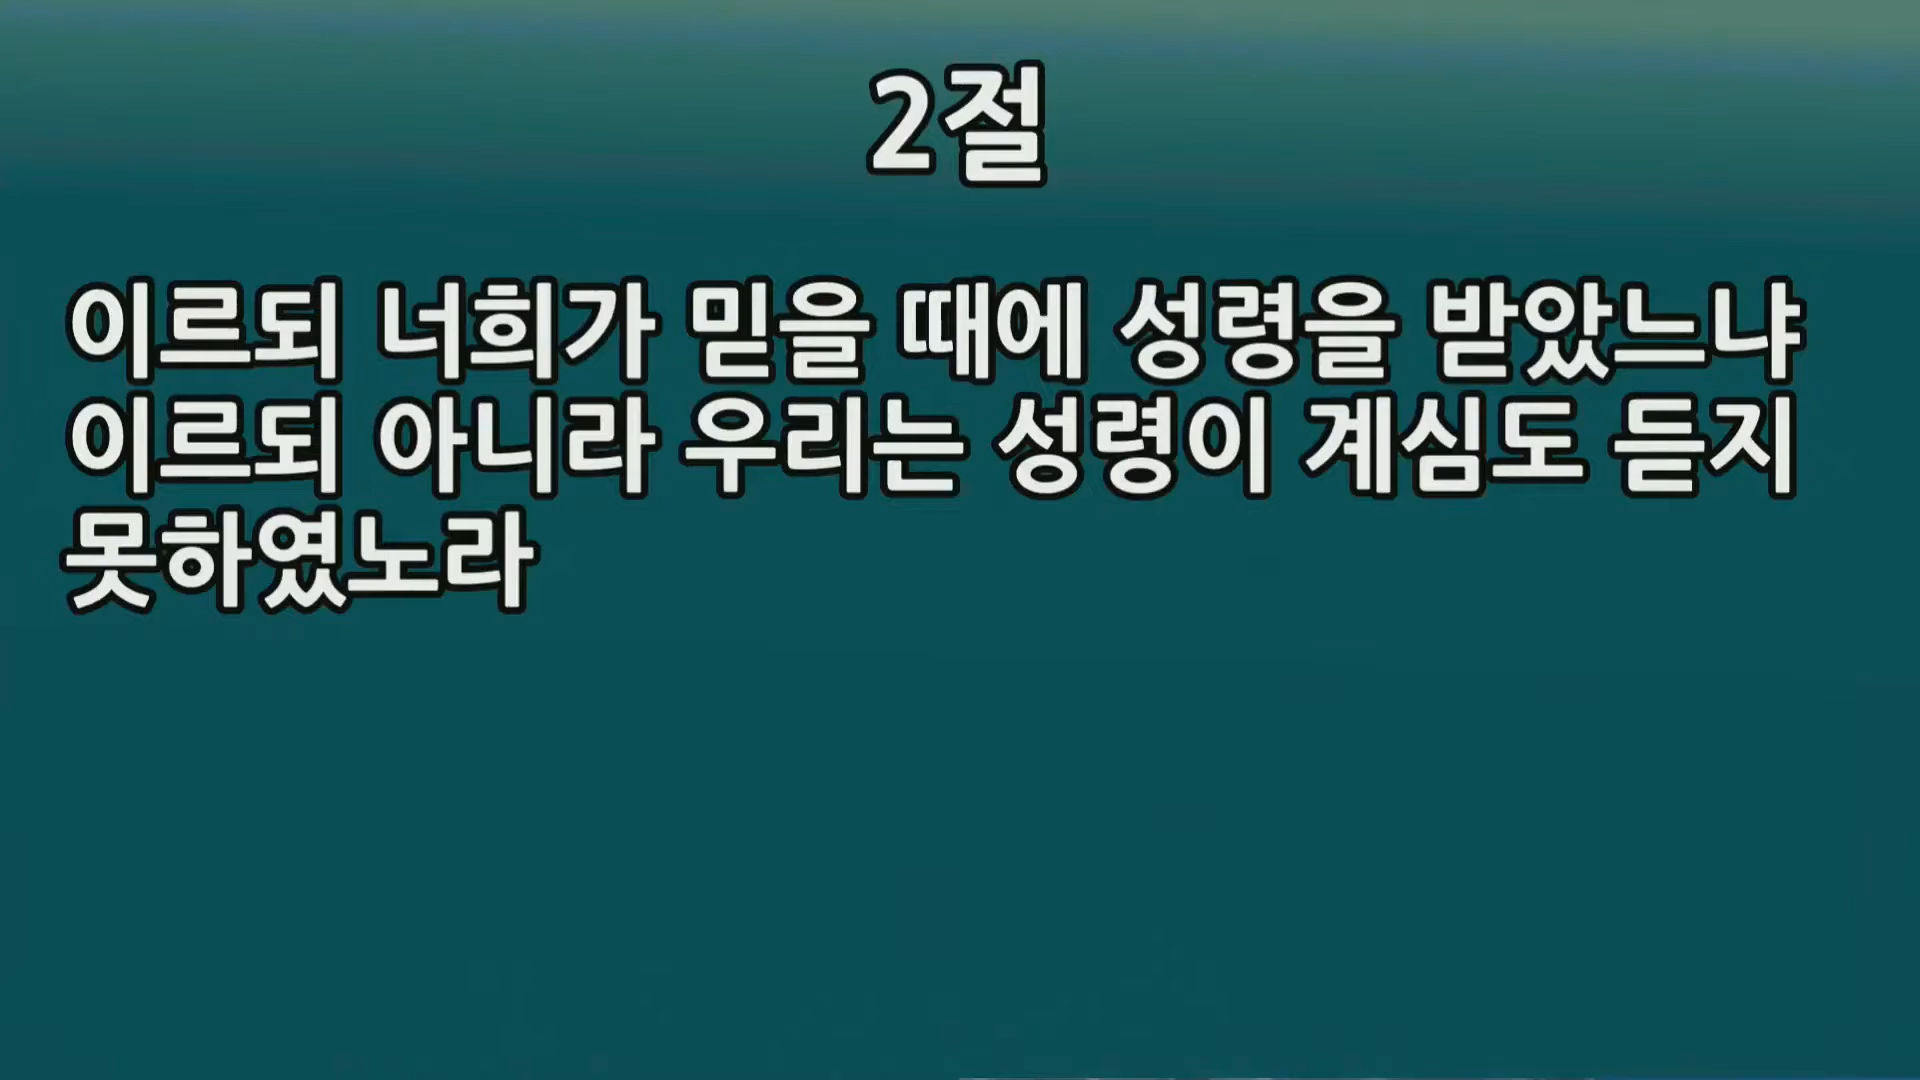 2절
이르되 너희가 믿을 때에 성령을 받았느냐
이르되 아니라 우리는 성령이 계심도 듣지
못하였노라